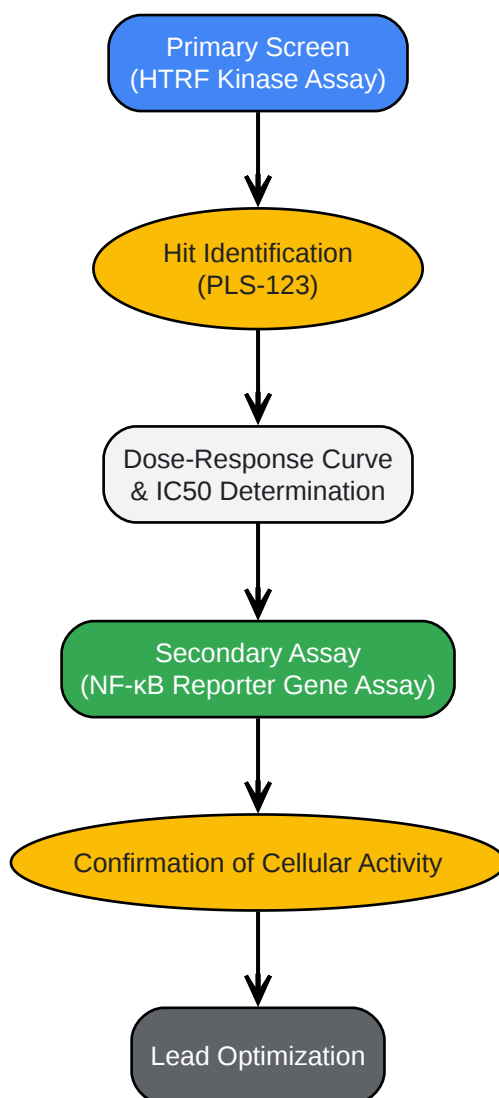 Primary Screen
(HTRF Kinase Assay)
Hit Identification
(PLS-123)
Dose-Response Curve
& IC50 Determination
Secondary Assay
(NF-κB Reporter Gene Assay)
Confirmation of Cellular Activity
Lead Optimization